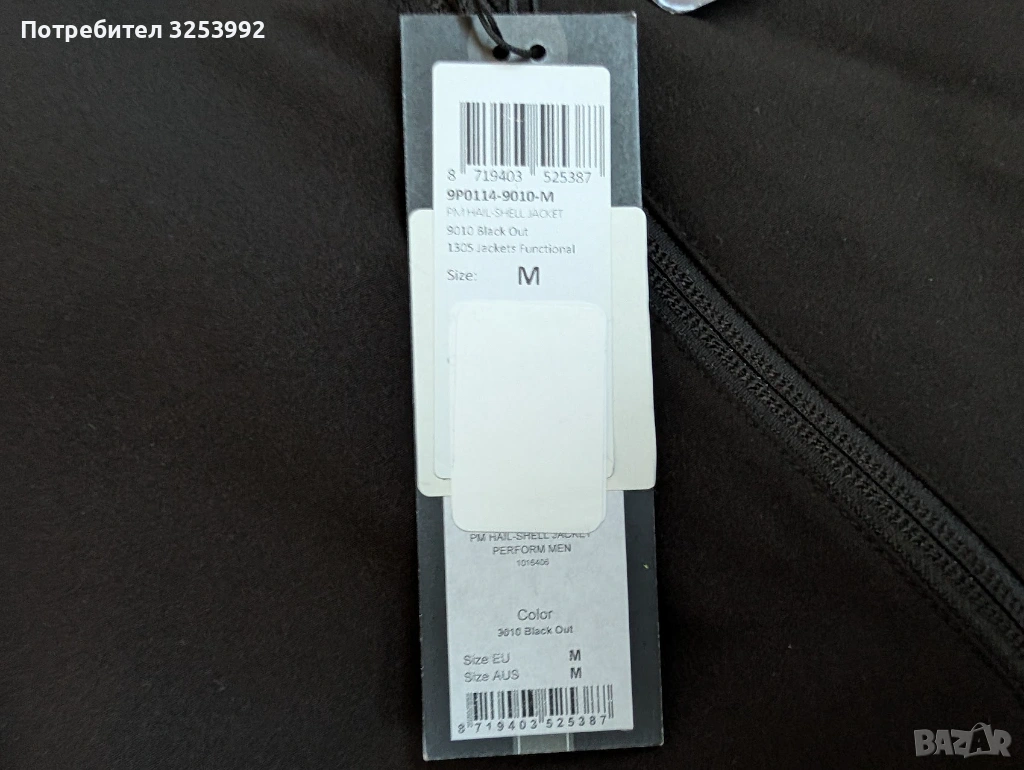 Потребител 3253992
8 719403 525387
9P0114-9010-M
PM HAIL-SHELL JACKET
9010 Black Out
1305 Jackets Functional
Size: M
PM HAIL-SHELL JACKET
PERFORM MEN
1016406
Color
9010 Black Out
Size EU M
Size AUS M
8 719403 525387
BAZAR